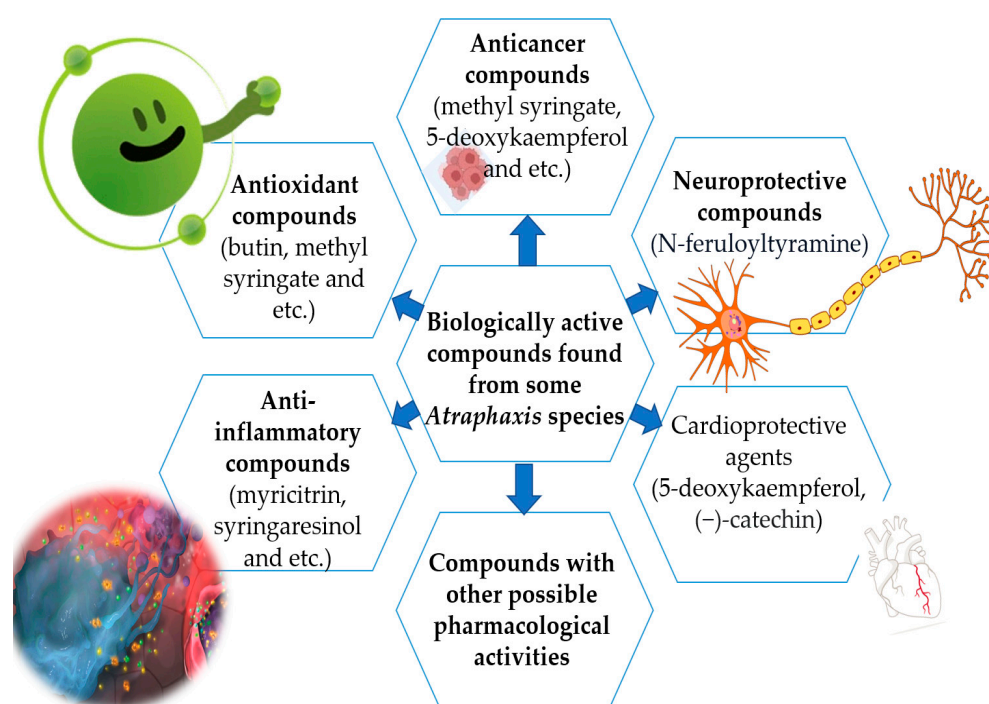 Anticancer
compounds
(methyl syringate,
5-deoxykaempferol
and etc.)
Antioxidant
compounds
(butin, methyl
syringate and
etc.)
Neuroprotective
compounds
(N-feruloyltyramine)
Biologically active
compounds found
from some
Atraphaxis species
Anti-
inflammatory
compounds
(myricitrin,
syringaresinol
and etc.)
Cardioprotective
agents
(5-deoxykaempferol,
(−)-catechin)
Compounds with
other possible
pharmacological
activities